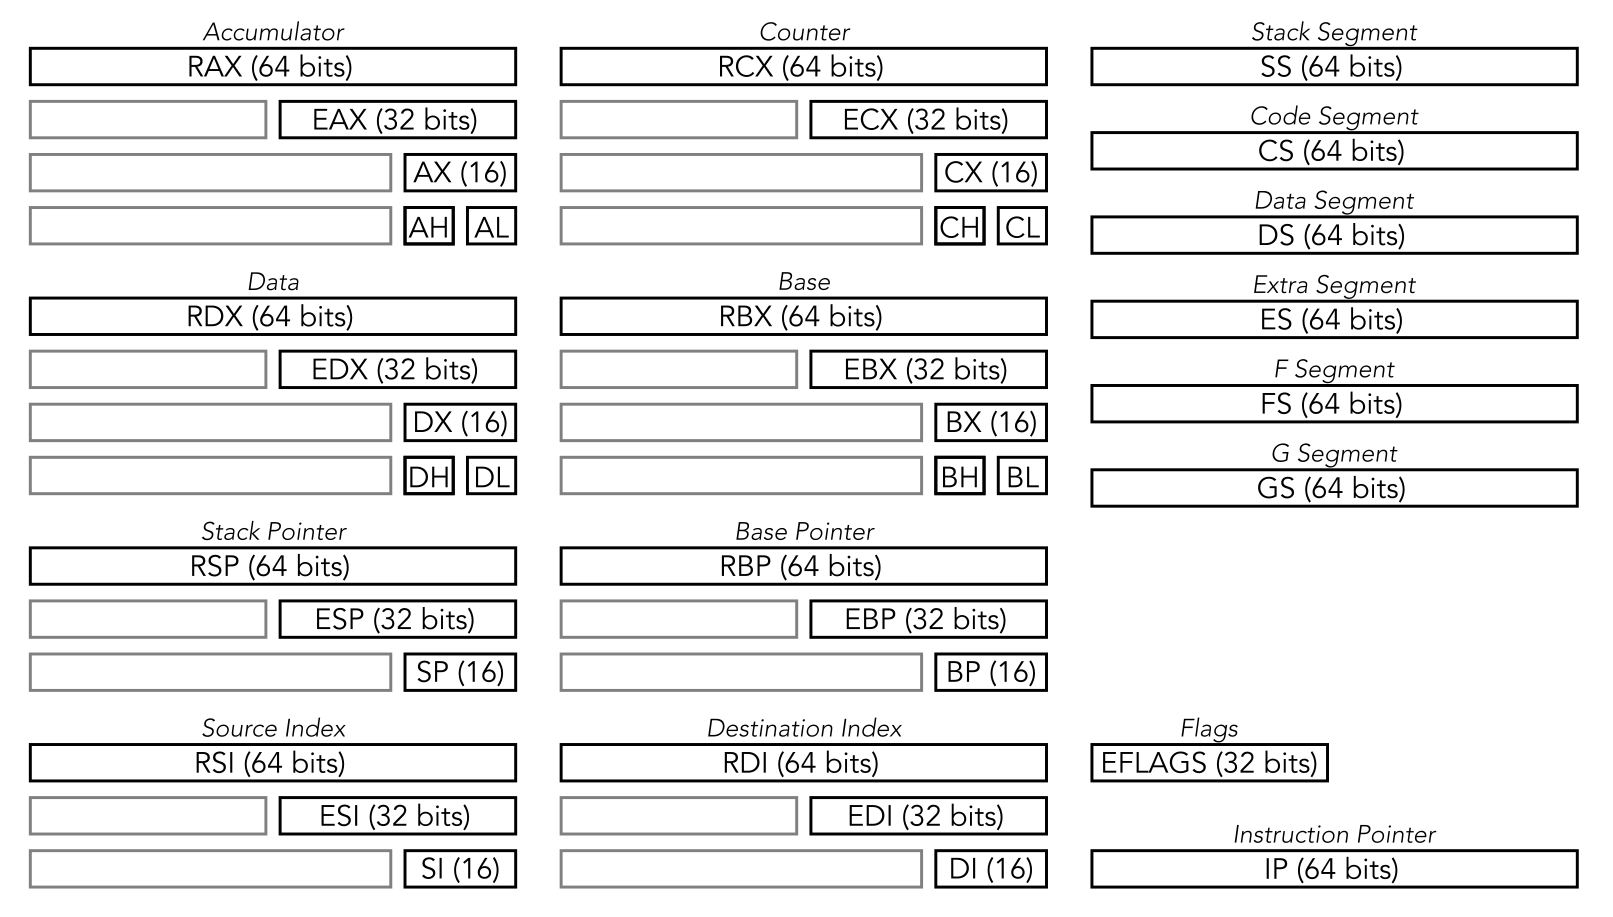 Accumulator
RAX (64 bits)
EAX (32 bits)
AX (16)
AH AL
Data
RDX (64 bits)
EDX (32 bits)
DX (16)
DH DL
Stack Pointer
RSP (64 bits)
ESP (32 bits)
SP (16)
Source Index
RSI (64 bits)
ESI (32 bits)
SI (16)
Counter
RCX (64 bits)
ECX (32 bits)
CX (16)
CH CL
Base
RBX (64 bits)
EBX (32 bits)
BX (16)
BH BL
Base Pointer
RBP (64 bits)
EBP (32 bits)
BP (16)
Destination Index
RDI (64 bits)
EDI (32 bits)
DI (16)
Stack Segment
SS (64 bits)
Code Segment
CS (64 bits)
Data Segment
DS (64 bits)
Extra Segment
ES (64 bits)
F Segment
FS (64 bits)
G Segment
GS (64 bits)
Flags
EFLAGS (32 bits)
Instruction Pointer
IP (64 bits)